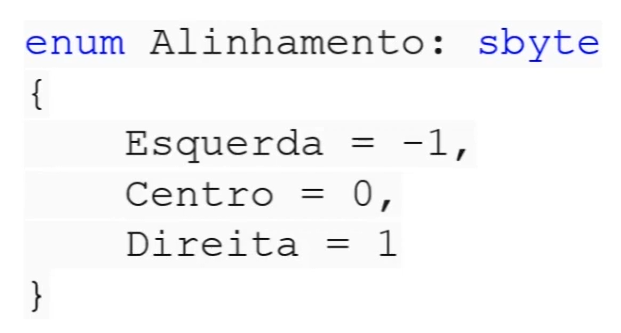 enum Alinhamento: sbyte
{
    Esquerda = -1,
    Centro = 0,
    Direita = 1
}